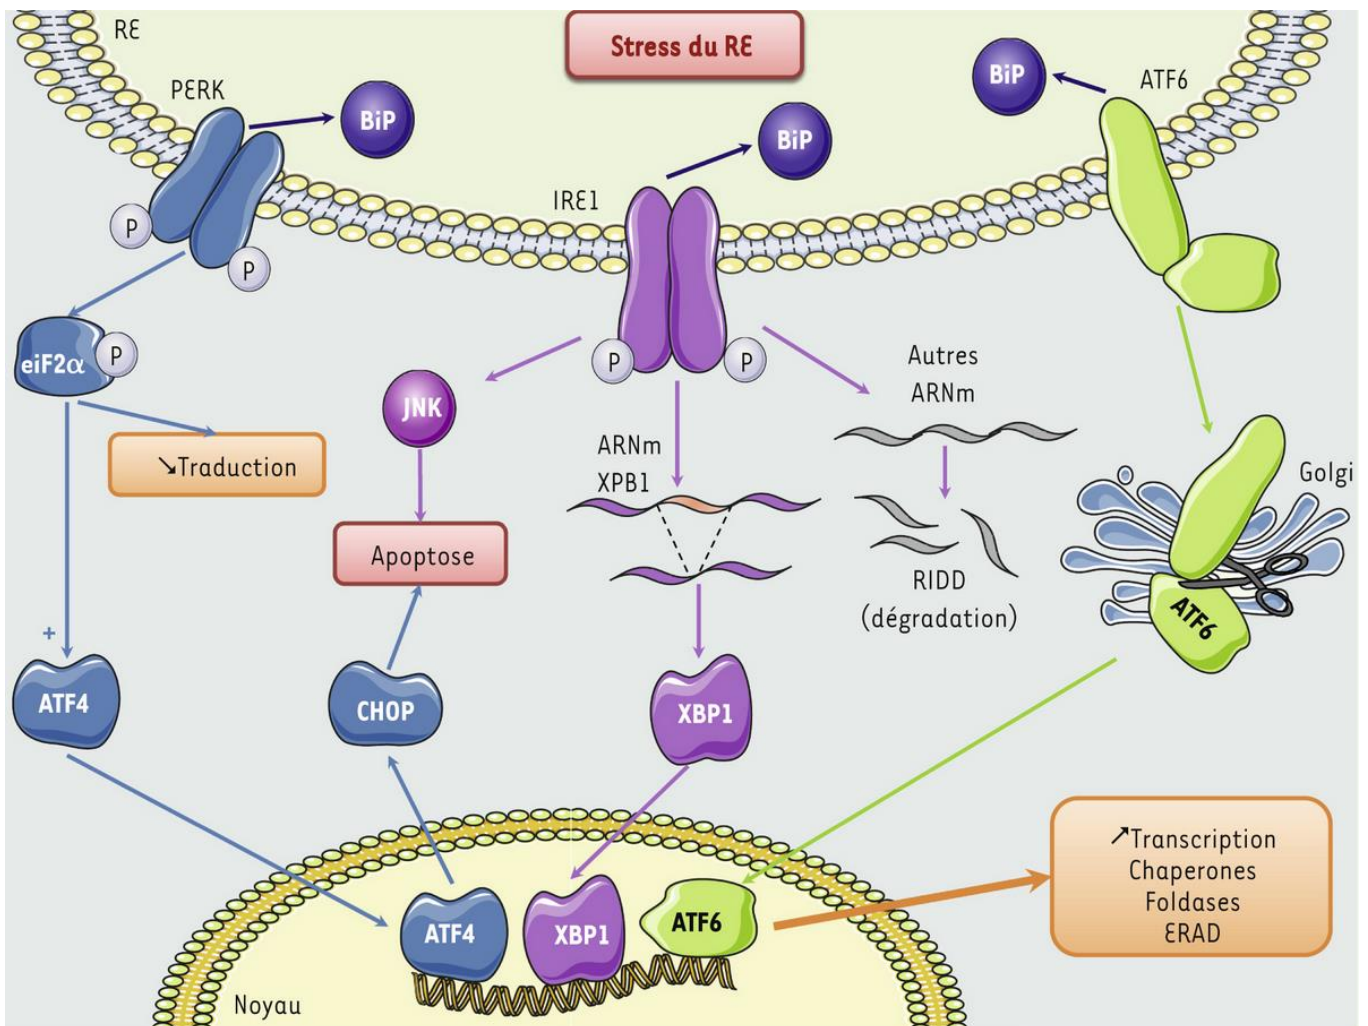 RE
Stress du RE
PERK
BiP
BiP
BiP
ATF6
IRE1
P
P
P
P
P
eiF2α
JNK
Autres
ARNm
↘Traduction
ARNm
XPB1
Golgi
Apoptose
RIDD
(dégradation)
ATF6
+
ATF4
CHOP
XBP1
↗Transcription
Chaperones
Foldases
ERAD
ATF4
XBP1
ATF6
Noyau